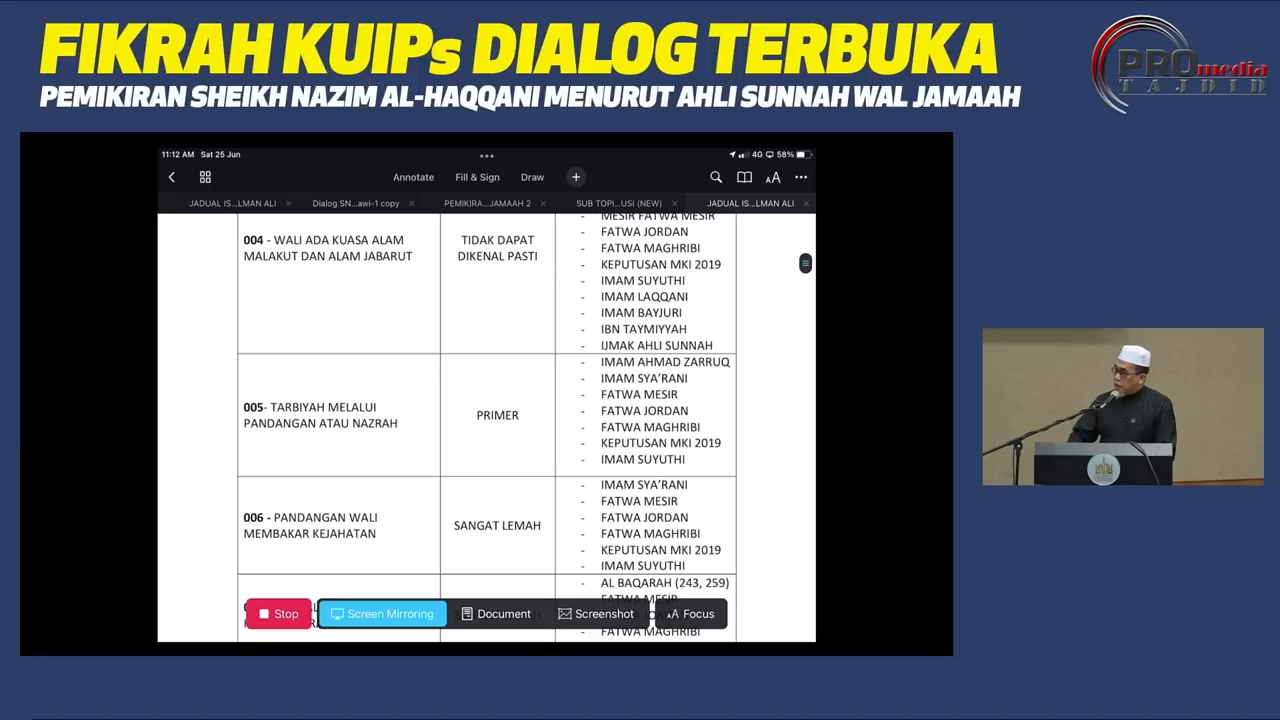 FIKRAH KUIPs DIALOG TERBUKA
PEMIKIRAN SHEIKH NAZIM AL-HAQQANI MENURUT AHLI SUNNAH WAL JAMAAH
PROmedia
TAJDID
11:12 AM Sat 25 Jun
4G 58%
Annotate Fill & Sign Draw
AA
JADUAL IS...LMAN ALI × Dialog SN...awi-1 copy × PEMIKIRA...JAMAAH 2 × SUB TOPI...USI (NEW) × JADUAL IS...LMAN ALI ×
004 - WALI ADA KUASA ALAM
MALAKUT DAN ALAM JABARUT
TIDAK DAPAT
DIKENAL PASTI
MESIR FATWA MESIR
- FATWA JORDAN
- FATWA MAGHRIBI
- KEPUTUSAN MKI 2019
- IMAM SUYUTHI
- IMAM LAQQANI
- IMAM BAYJURI
- IBN TAYMIYYAH
- IJMAK AHLI SUNNAH
005- TARBIYAH MELALUI
PANDANGAN ATAU NAZRAH
PRIMER
- IMAM AHMAD ZARRUQ
- IMAM SYA'RANI
- FATWA MESIR
- FATWA JORDAN
- FATWA MAGHRIBI
- KEPUTUSAN MKI 2019
- IMAM SUYUTHI
006 - PANDANGAN WALI
MEMBAKAR KEJAHATAN
SANGAT LEMAH
- IMAM SYA'RANI
- FATWA MESIR
- FATWA JORDAN
- FATWA MAGHRIBI
- KEPUTUSAN MKI 2019
- IMAM SUYUTHI
- AL BAQARAH (243, 259)
FATWA MESIR
FATWA MAGHRIBI
Stop Screen Mirroring Document Screenshot AA Focus